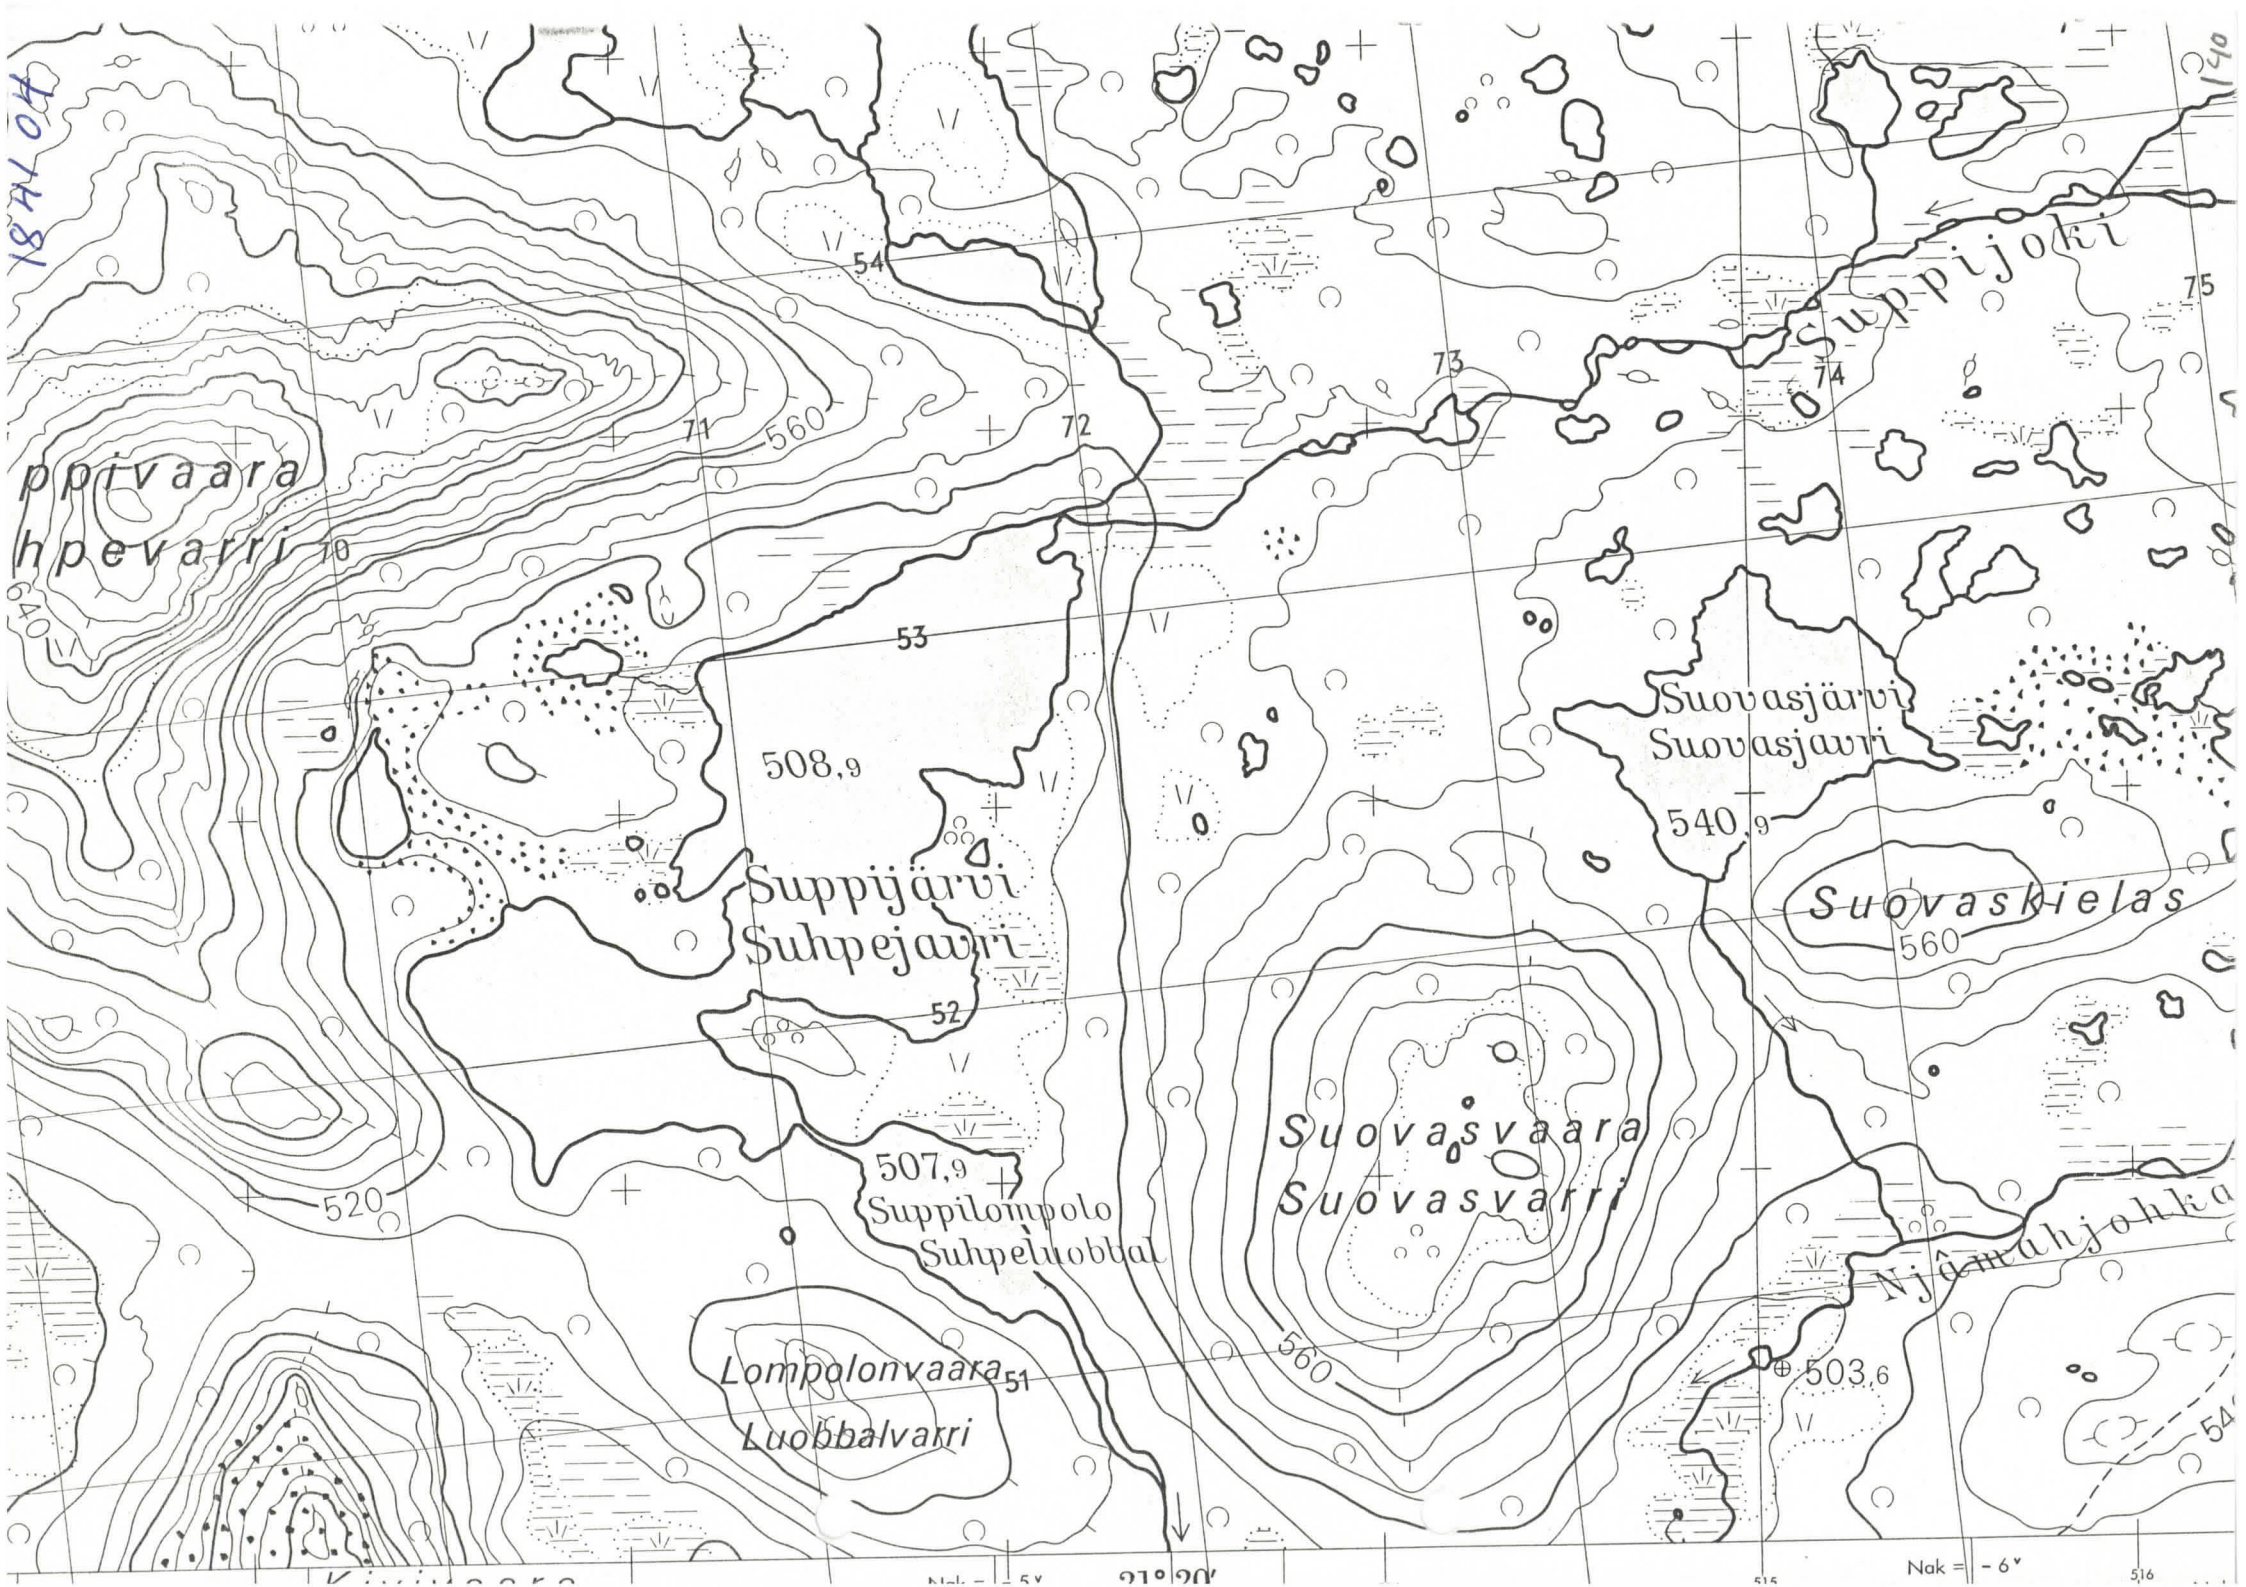 4074481
140
54
Suppijoki
75
73
74
71
72
560
ppivaara
hpevarri
70
640
53
Suovasjärvi
Suovasjavri
508,9
540,9
Suppijärvi
Suhpejavri
Suovaskielas
560
52
Suovasvaara
Suovasvarri
507,9
Suppilompolo
Suhpeluobbal
520
Njâmahjohka
560
Lompolonvaara
51
Luobbalvarri
503,6
Kivivaara
21°20'
515
Nak = - 6ᵛ
516